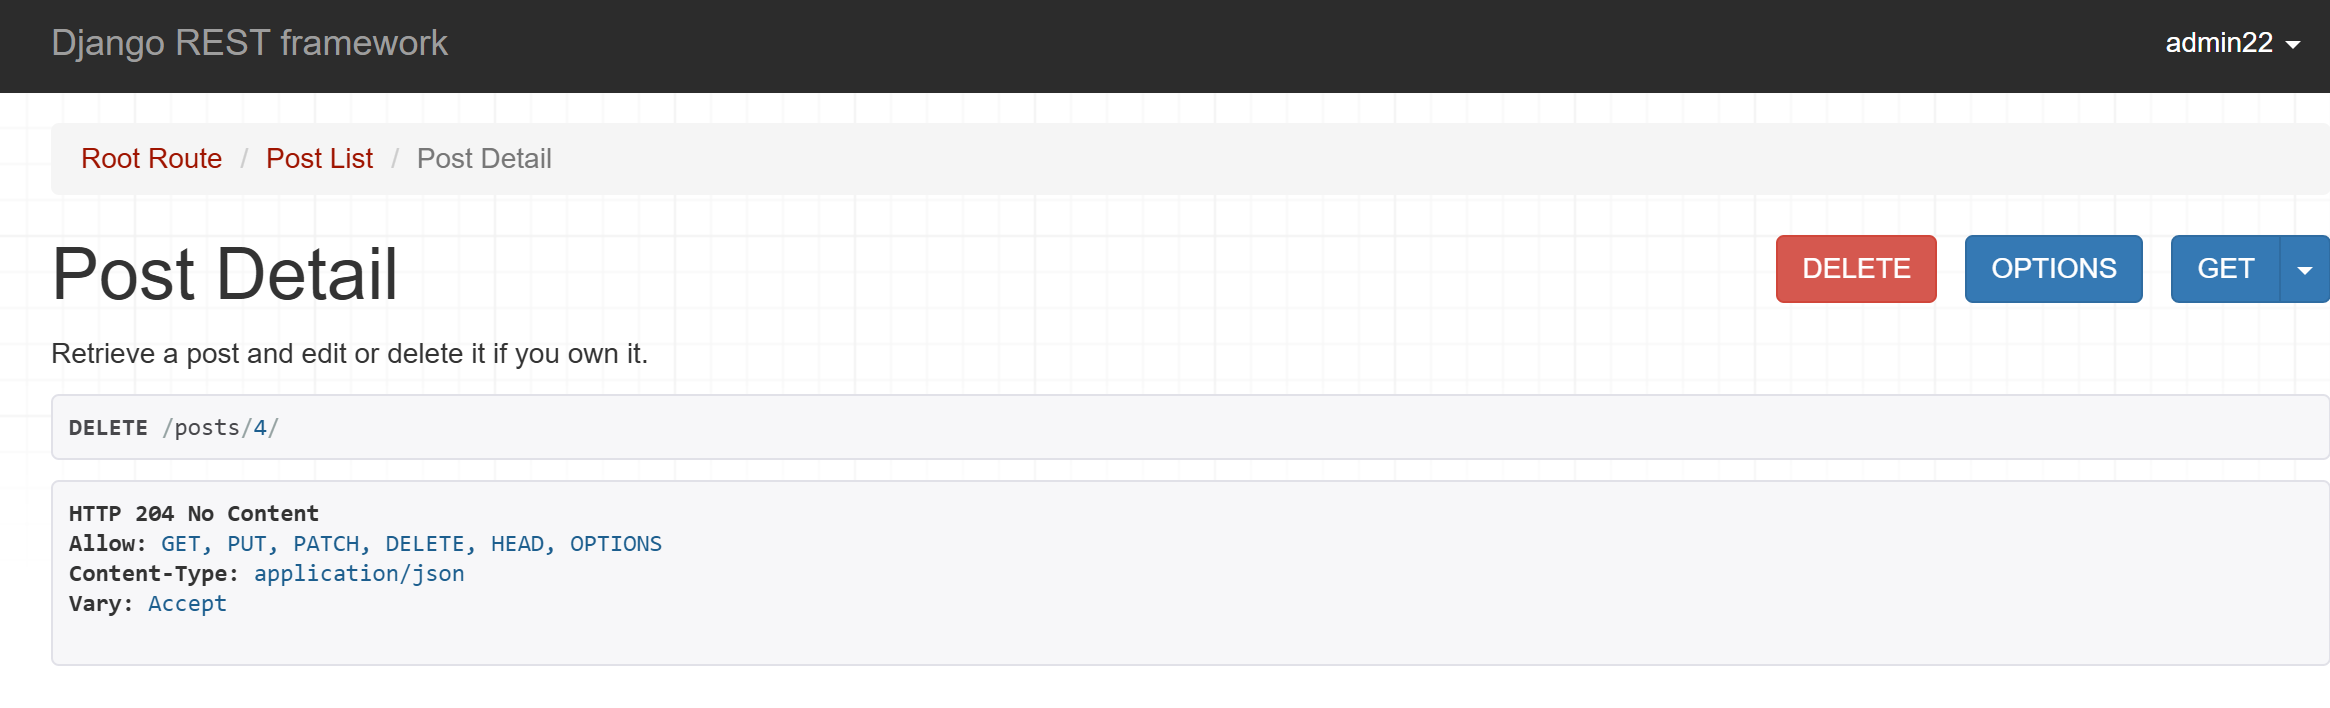 Django REST framework
admin22
Root Route / Post List / Post Detail
Post Detail
DELETE
OPTIONS
GET
Retrieve a post and edit or delete it if you own it.
DELETE /posts/4/
HTTP 204 No Content
Allow: GET, PUT, PATCH, DELETE, HEAD, OPTIONS
Content-Type: application/json
Vary: Accept